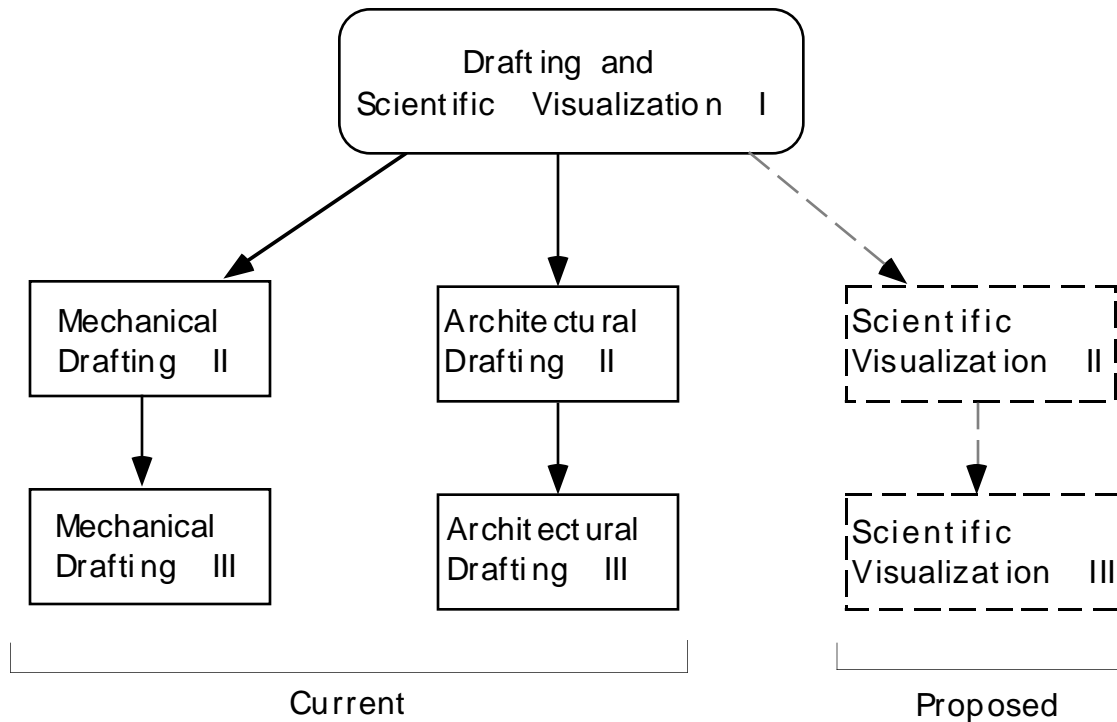 Drafting and
Scientific Visualization I
Mechanical
Drafting II
Architectural
Drafting II
Scientific
Visualization II
Mechanical
Drafting III
Architectural
Drafting III
Scientific
Visualization III
Current
Proposed